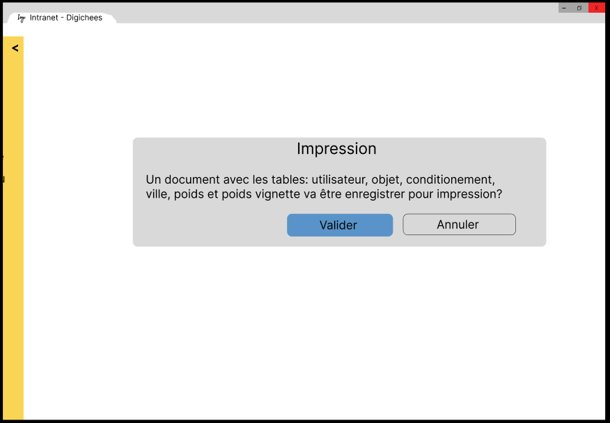 Intranet - Digichees
<
Impression
Un document avec les tables: utilisateur, objet, conditionement,
ville, poids et poids vignette va être enregistrer pour impression?
Valider
Annuler